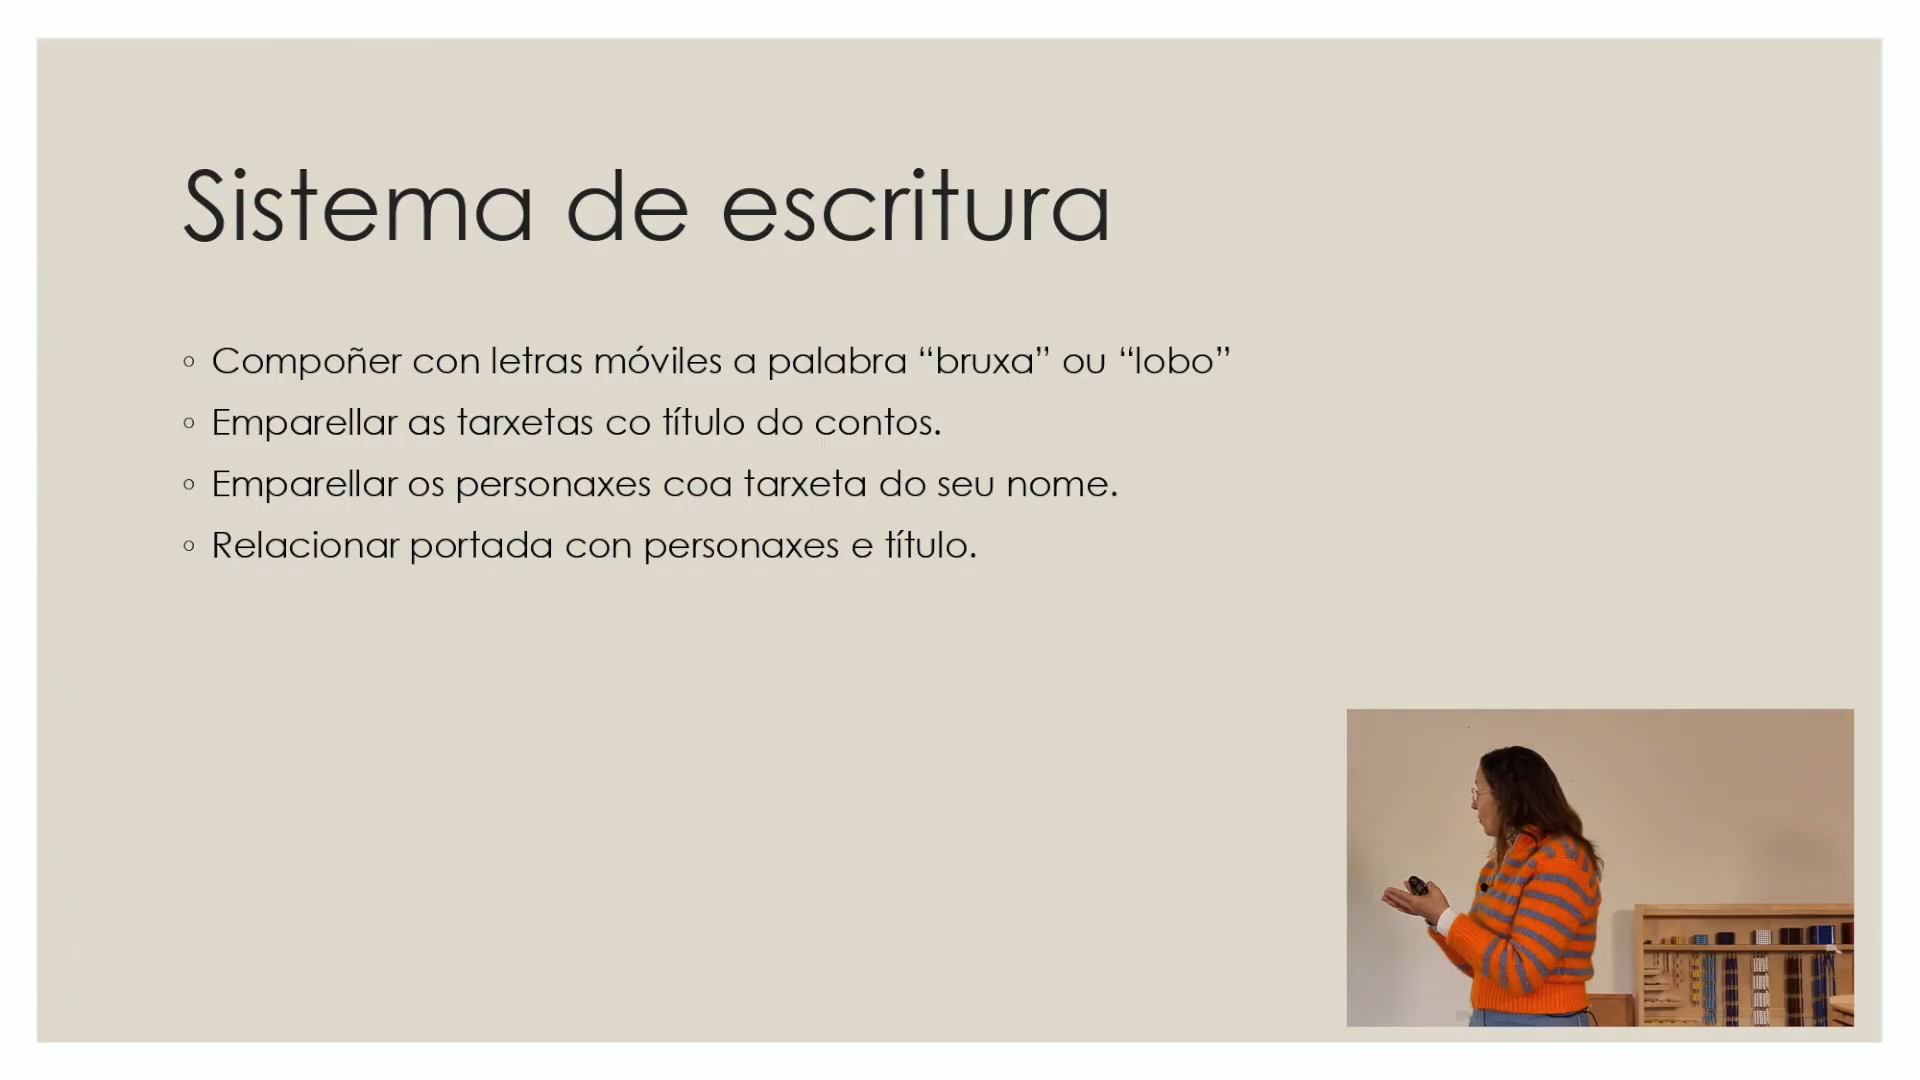 Sistema de escritura
◦ Compoñer con letras móviles a palabra “bruxa” ou “lobo”
◦ Emparellar as tarxetas co título do contos.
◦ Emparellar os personaxes coa tarxeta do seu nome.
◦ Relacionar portada con personaxes e título.